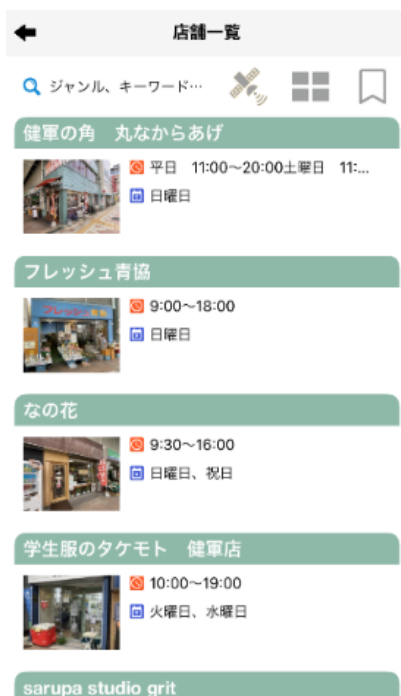 店舗一覧
ジャンル、キーワード…
健軍の角　丸なからあげ
平日　11:00～20:00土曜日　11:...
日曜日
フレッシュ青協
9:00～18:00
日曜日
なの花
9:30～16:00
日曜日、祝日
学生服のタケモト　健軍店
10:00～19:00
火曜日、水曜日
sarupa studio grit